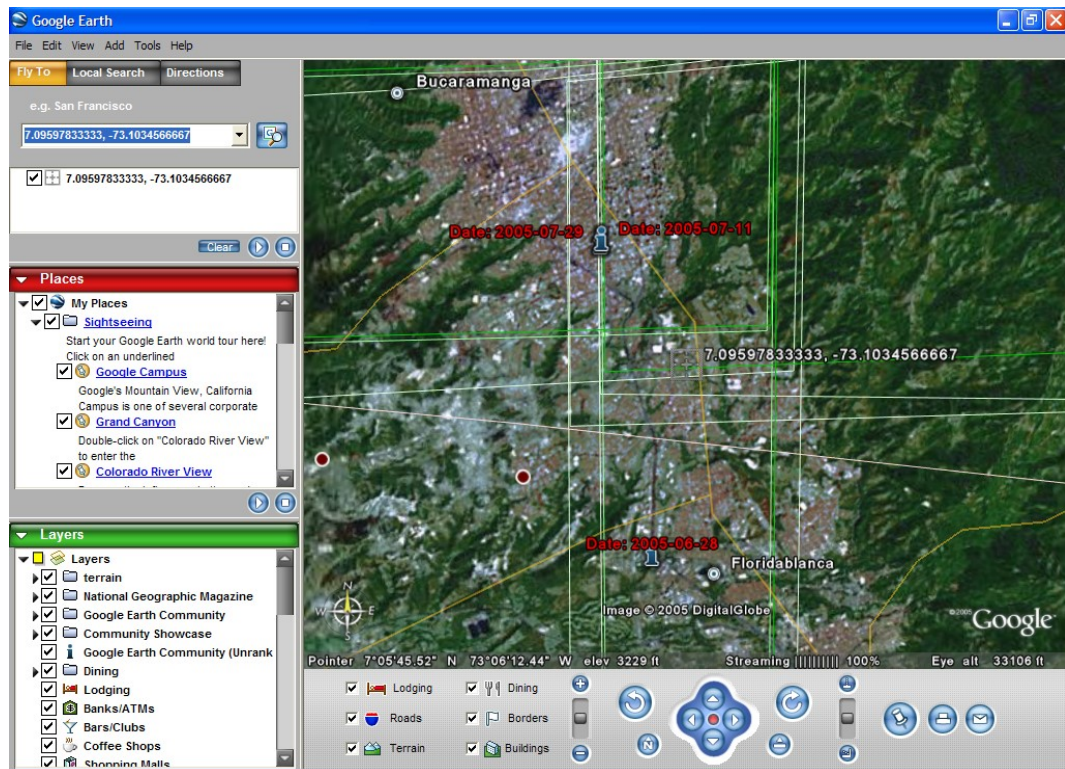 Google Earth
File Edit View Add Tools Help
Fly To Local Search Directions
e.g. San Francisco
7.09597833333, -73.1034566667
7.09597833333, -73.1034566667
Clear
Places
My Places
Sightseeing
Start your Google Earth world tour here!
Click on an underlined
Google Campus
Google's Mountain View, California
Campus is one of several corporate
Grand Canyon
Double-click on "Colorado River View"
to enter the
Colorado River View
Layers
Layers
terrain
National Geographic Magazine
Google Earth Community
Community Showcase
Google Earth Community (Unrank
Dining
Lodging
Banks/ATMs
Bars/Clubs
Coffee Shops
Shopping Malls
Bucaramanga
Date: 2005-07-29 Date: 2005-07-11
7.09597833333, -73.1034566667
Date: 2005-06-28
Floridablanca
N
W E
S
Image © 2005 DigitalGlobe
©2005 Google
Pointer 7°05'45.52" N 73°06'12.44" W elev 3229 ft Streaming |||||||||| 100% Eye alt 33106 ft
Lodging Dining
Roads Borders
Terrain Buildings
N